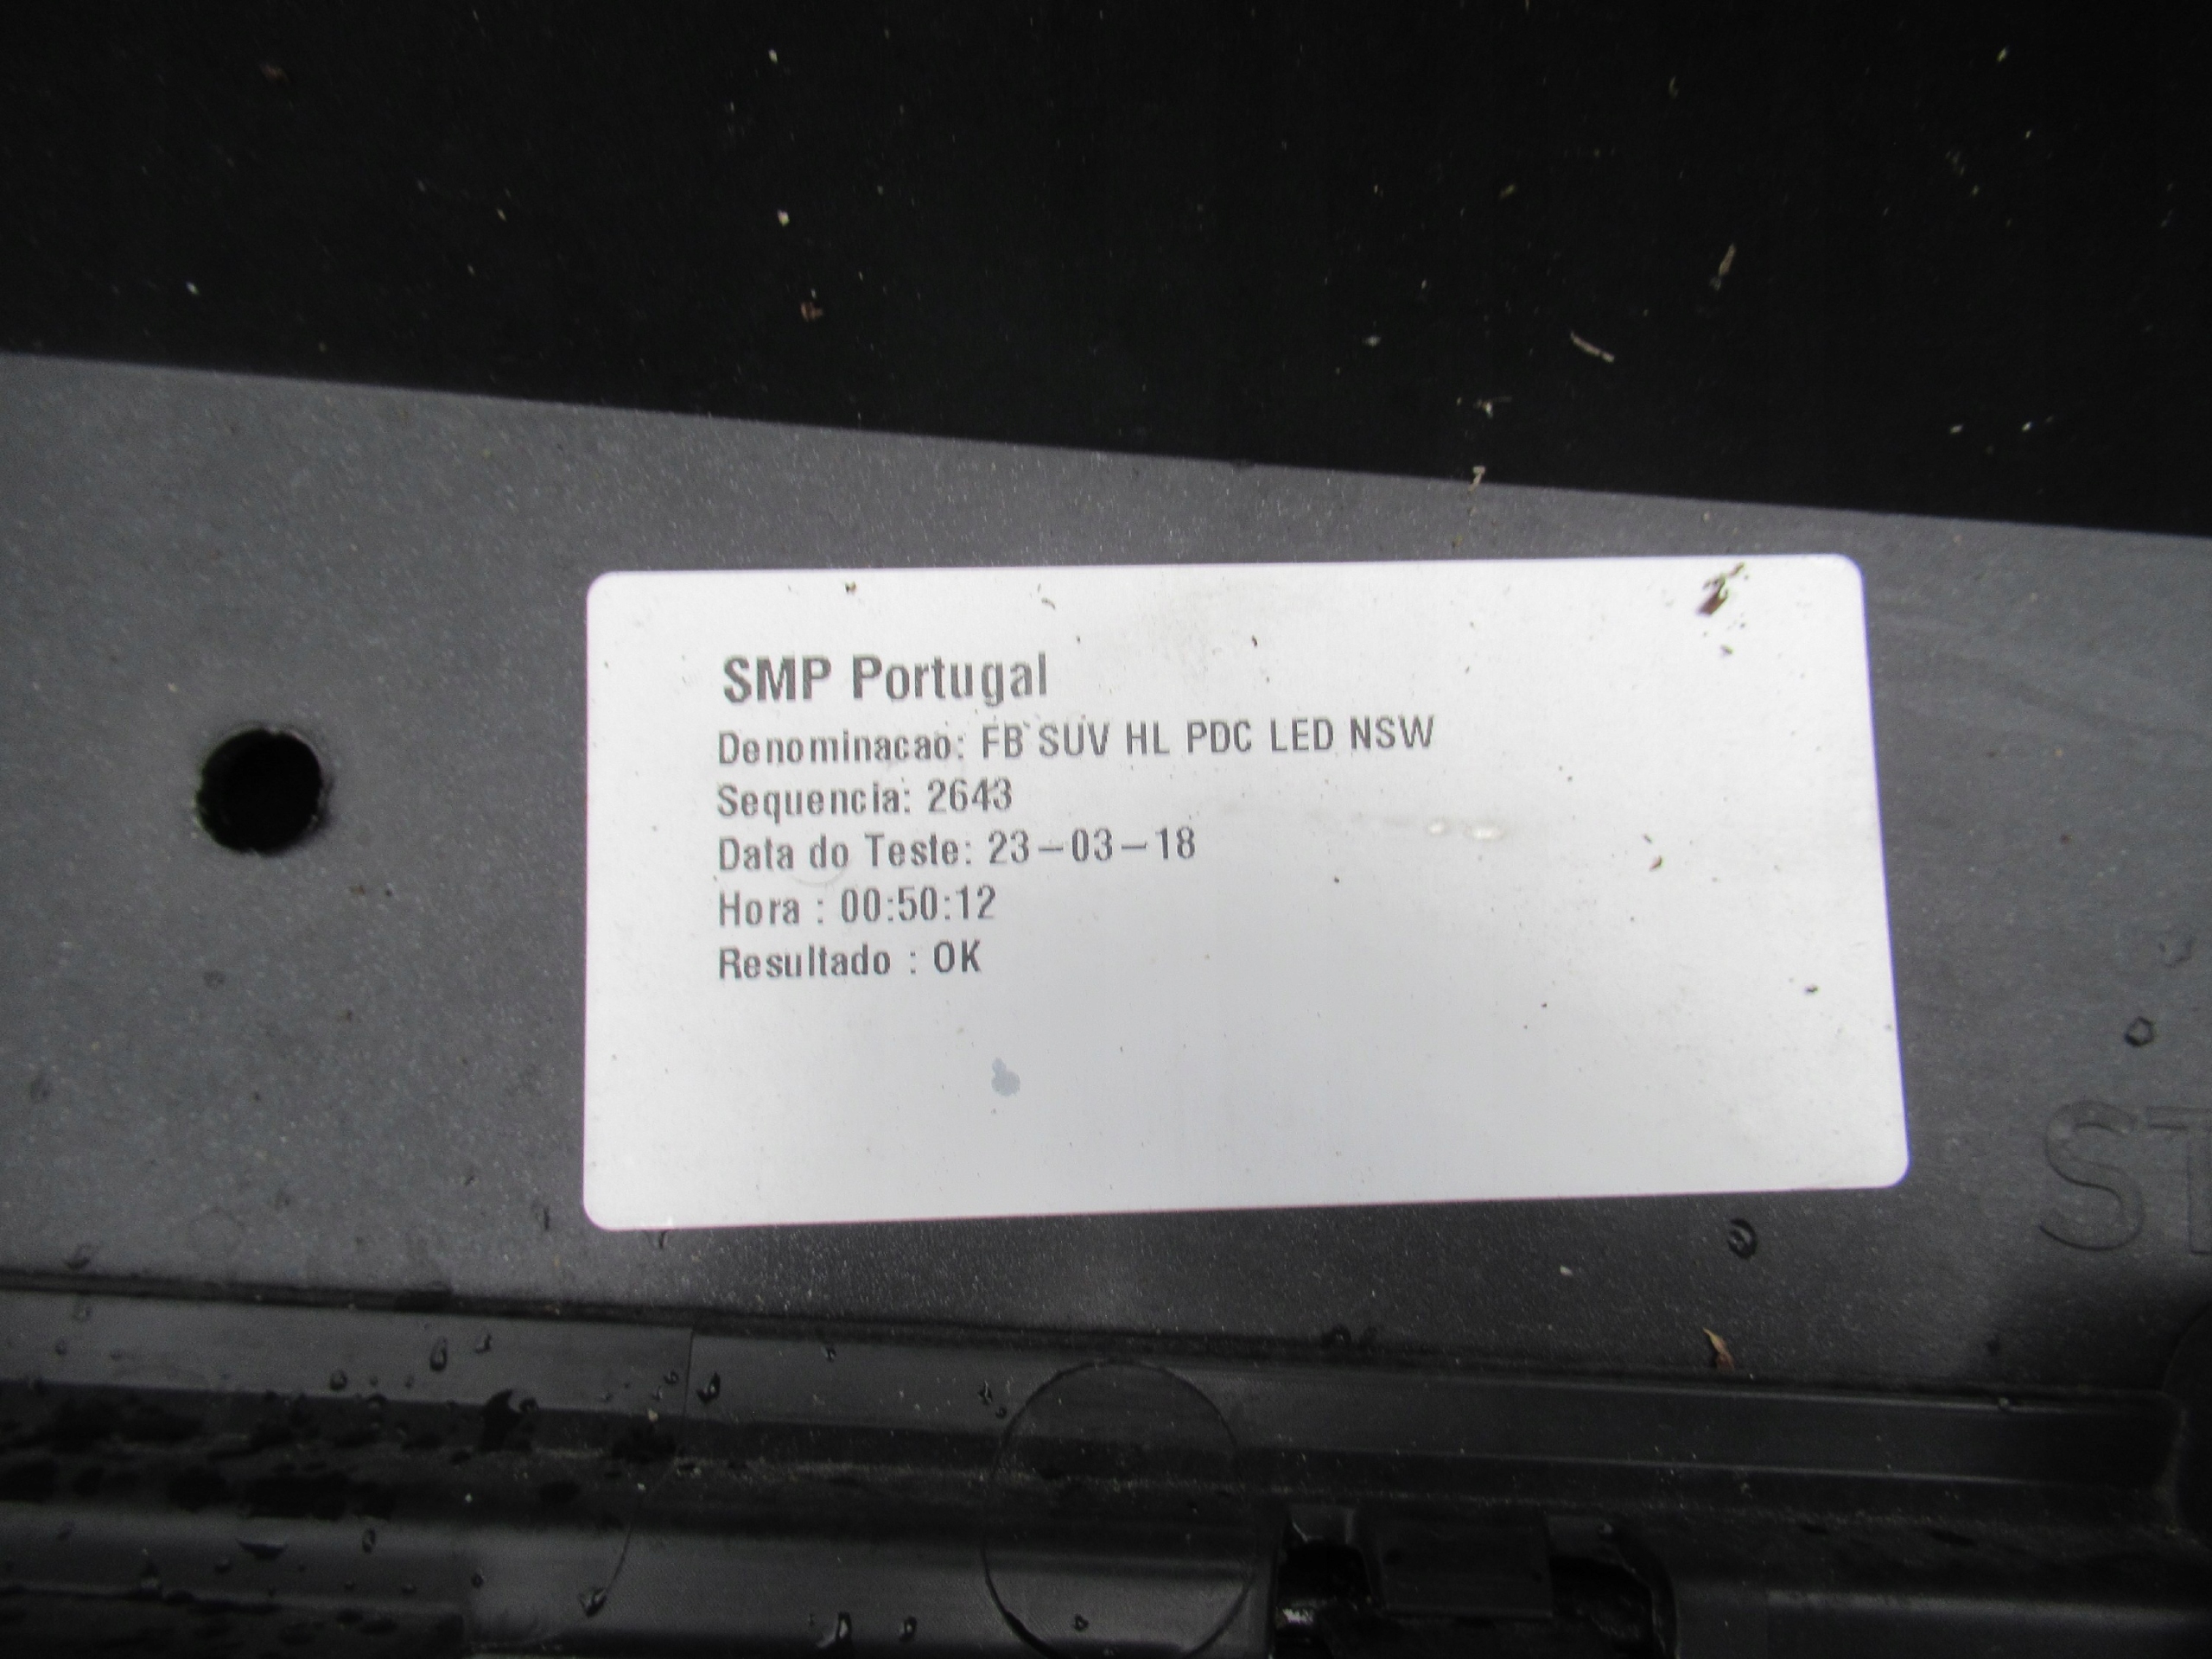 SMP Portugal
Denominacao: FB SUV HL PDC LED NSW
Sequencia: 2643
Data do Teste: 23-03-18
Hora : 00:50:12
Resultado : OK
ST